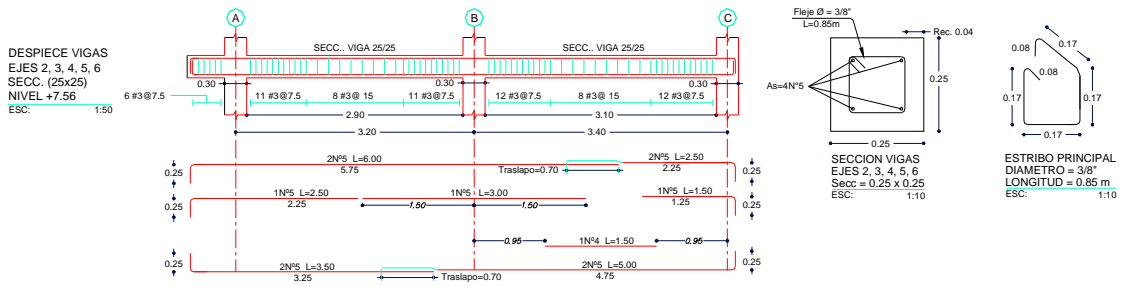 DESPIECE VIGAS
EJES 2, 3, 4, 5, 6
SECC. (25x25)
NIVEL +7.56
ESC: 1:50
A
B
C
SECC.. VIGA 25/25
SECC.. VIGA 25/25
0.30
0.30
0.30
6 #3@7.5
11 #3@7.5
8 #3@ 15
11 #3@7.5
12 #3@7.5
8 #3@ 15
12 #3@7.5
2.90
3.10
3.20
3.40
0.25
2Nº5 L=6.00
5.75
Traslapo=0.70
2Nº5 L=2.50
2.25
0.25
0.25
1Nº5 L=2.50
2.25
1Nº5 L=3.00
1.50
1.50
1Nº5 L=1.50
1.25
0.25
0.95
1Nº4 L=1.50
0.95
0.25
2Nº5 L=3.50
3.25
Traslapo=0.70
2Nº5 L=5.00
4.75
0.25
Fleje Ø = 3/8"
L=0.85m
Rec. 0.04
As=4N°5
0.25
0.25
SECCION VIGAS
EJES 2, 3, 4, 5, 6
Secc = 0.25 x 0.25
ESC: 1:10
0.08
0.17
0.08
0.17
0.17
0.17
ESTRIBO PRINCIPAL
DIAMETRO = 3/8"
LONGITUD = 0.85 m
ESC: 1:10